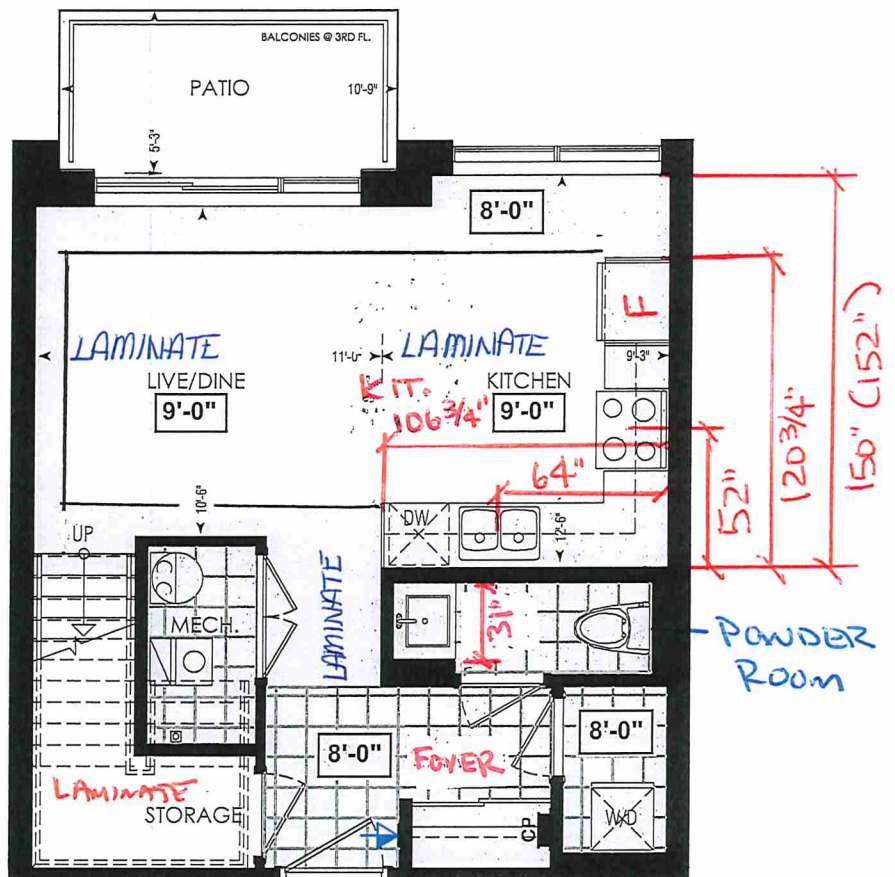 BALCONIES @ 3RD FL.
PATIO
10'-9"
5'-3"
8'-0"
F
LAMINATE
11'-0"
LAMINATE
9'-3"
LIVE/DINE
KIT.
KITCHEN
9'-0"
106 3/4"
9'-0"
64"
52"
120 3/4"
150" (152")
10'-6"
UP
DW
12'-6"
LAMINATE
MECH.
31"
POWDER
ROOM
8'-0"
FOYER
8'-0"
LAMINATE
STORAGE
CP
W/D